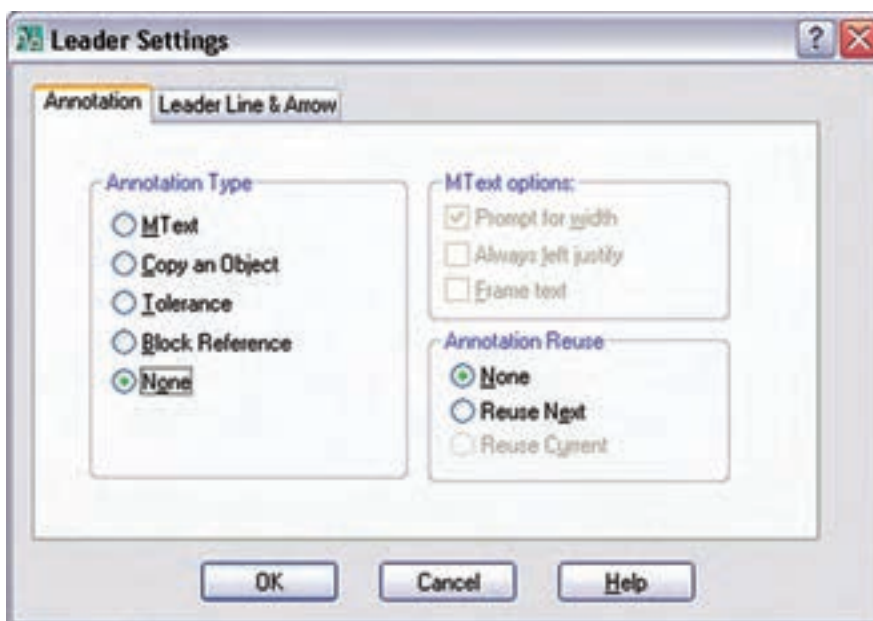 Leader Settings
?
Annotation
Leader Line & Arrow
Annotation Type
MText
Copy an Object
Tolerance
Block Reference
None
MText options:
Prompt for width
Always left justify
Frame text
Annotation Reuse
None
Reuse Next
Reuse Current
OK
Cancel
Help